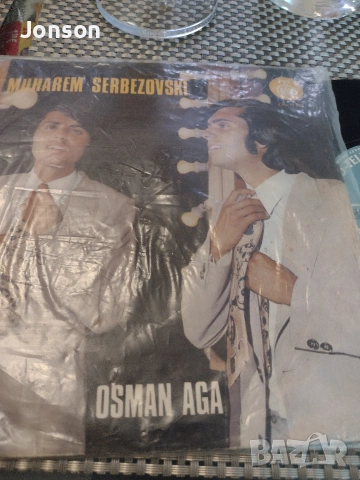 Jonson
MUHAREM SERBEZOVSKI
OSMAN AGA
BAZAR